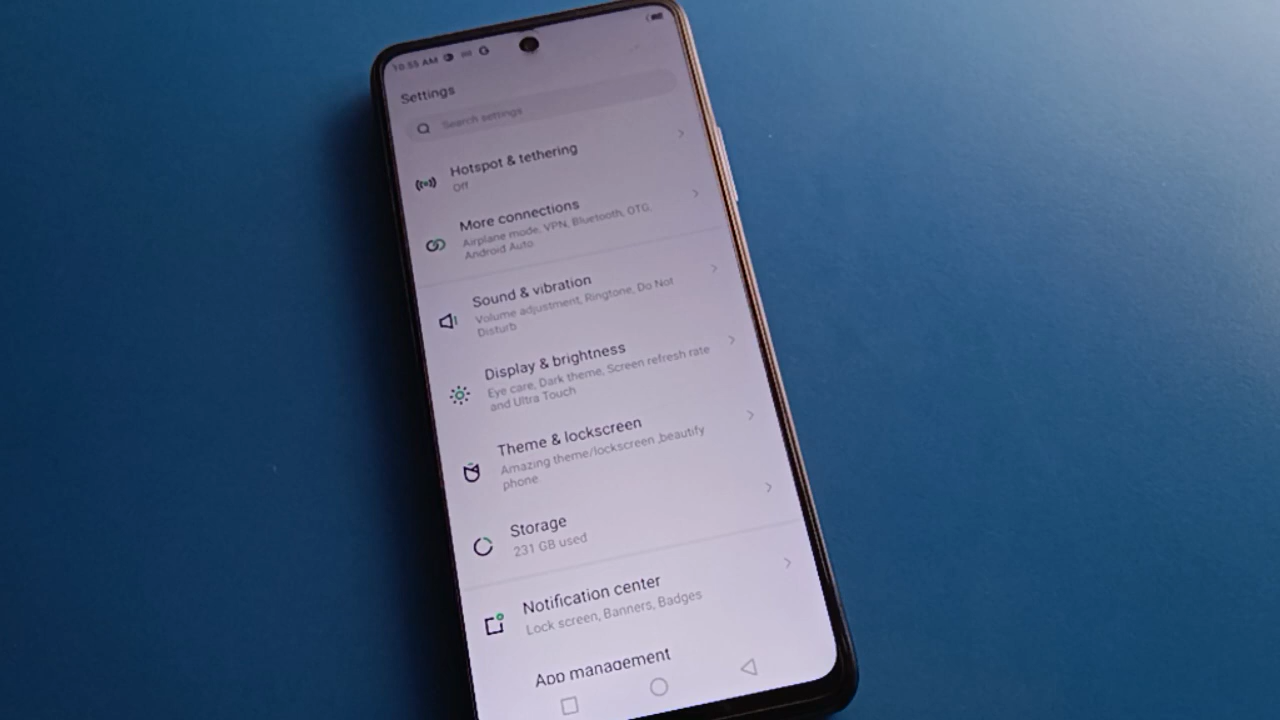 10:55 AM
Settings
Search settings
Hotspot & tethering
Off
More connections
Airplane mode, VPN, Bluetooth, OTG,
Android Auto
Sound & vibration
Volume adjustment, Ringtone, Do Not
Disturb
Display & brightness
Eye care, Dark theme, Screen refresh rate
and Ultra Touch
Theme & lockscreen
Amazing theme/lockscreen ,beautify
phone
Storage
231 GB used
Notification center
Lock screen, Banners, Badges
App management